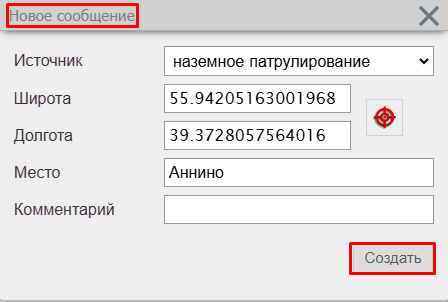 Новое сообщение
Источник наземное патрулирование
Широта 55.94205163001968
Долгота 39.3728057564016
Место Аннино
Комментарий
Создать